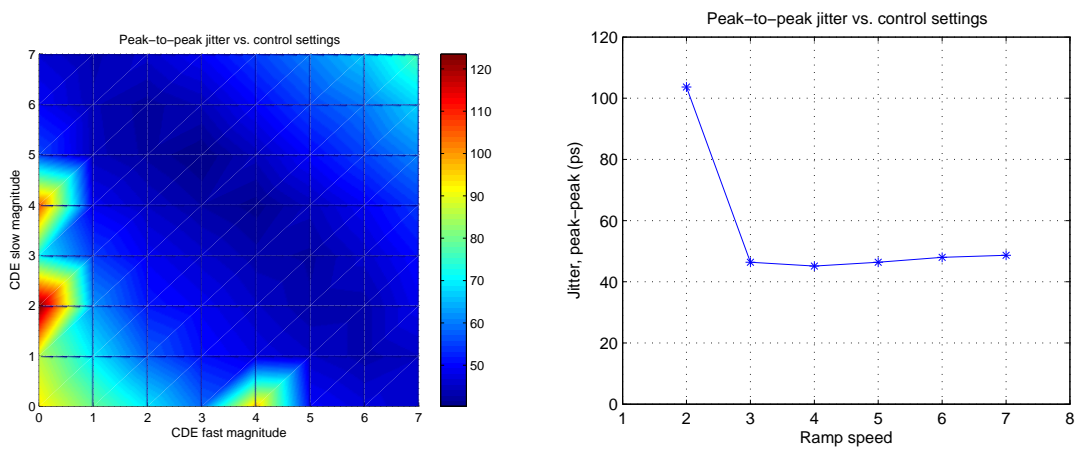 Peak−to−peak jitter vs. control settings
7
6
5
4
3
2
1
0
CDE slow magnitude
0 1 2 3 4 5 6 7
CDE fast magnitude
120
110
100
90
80
70
60
50
Peak−to−peak jitter vs. control settings
120
100
80
60
40
20
0
Jitter, peak−peak (ps)
1 2 3 4 5 6 7 8
Ramp speed